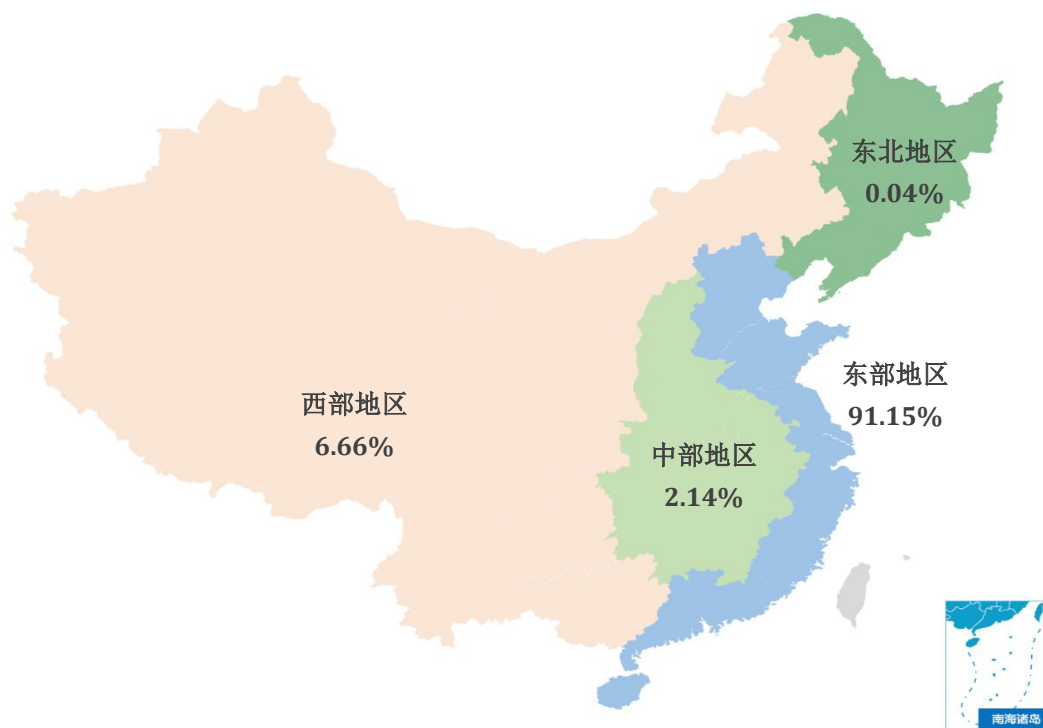 东北地区
0.04%
东部地区
91.15%
西部地区
6.66%
中部地区
2.14%
南海诸岛